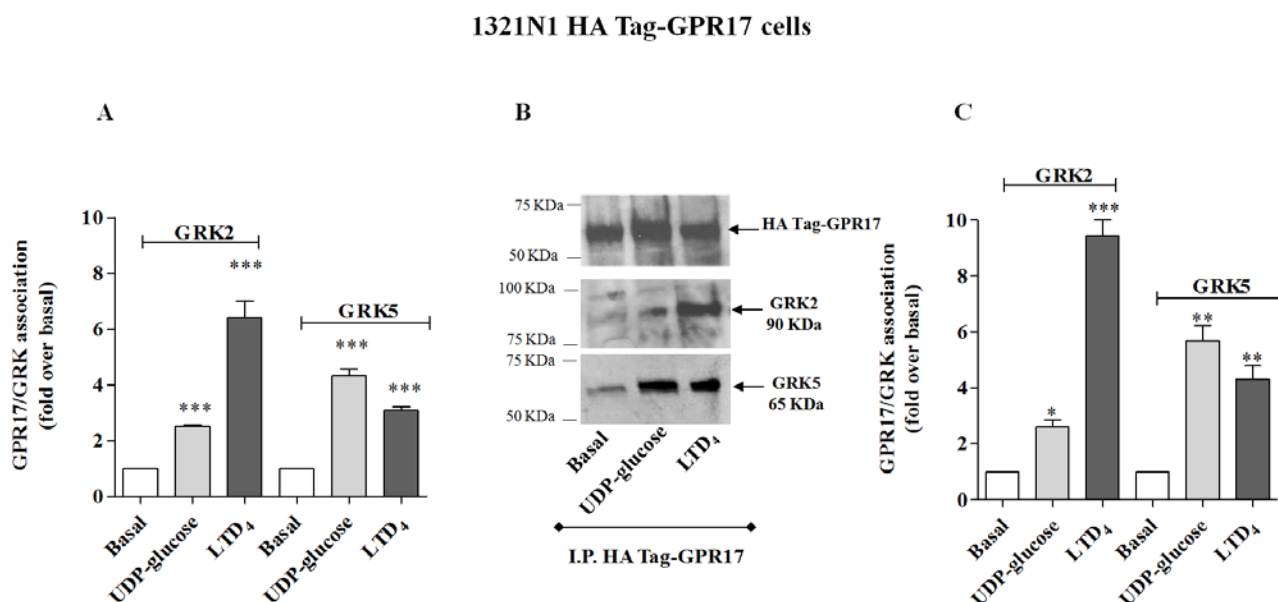 1321N1 HA Tag-GPR17 cells
A
GPR17/GRK association
(fold over basal)
10
8
6
4
2
0
GRK2
***
***
GRK5
***
***
Basal
UDP-glucose
LTD4
Basal
UDP-glucose
LTD4
B
75 KDa
50 KDa
HA Tag-GPR17
100 KDa
75 KDa
GRK2
90 KDa
75 KDa
50 KDa
GRK5
65 KDa
Basal
UDP-glucose
LTD4
I.P. HA Tag-GPR17
C
GPR17/GRK association
(fold over basal)
10
8
6
4
2
0
GRK2
*
***
GRK5
**
**
Basal
UDP-glucose
LTD4
Basal
UDP-glucose
LTD4